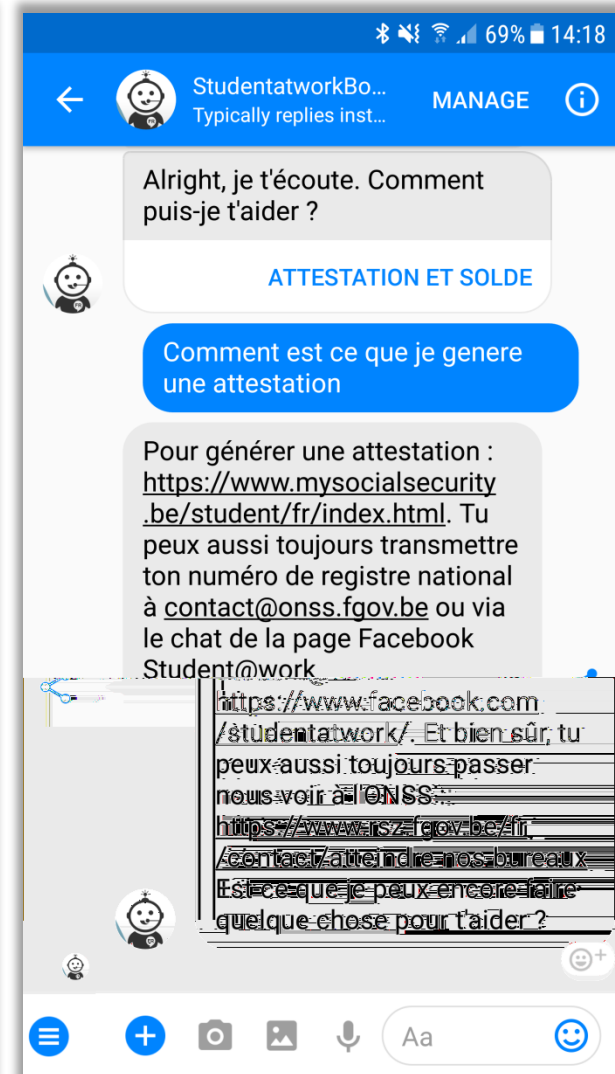 69% 14:18
StudentatworkBo...
Typically replies inst...
MANAGE
Alright, je t'écoute. Comment
puis-je t'aider ?
ATTESTATION ET SOLDE
Comment est ce que je genere
une attestation
Pour générer une attestation :
https://www.mysocialsecurity
.be/student/fr/index.html. Tu
peux aussi toujours transmettre
ton numéro de registre national
à contact@onss.fgov.be ou via
le chat de la page Facebook
Student@work
https://www.facebook.com
/studentatwork/. Et bien sûr, tu
peux aussi toujours passer
nous voir à l'ONSS :
https://www.rsz.fgov.be/fr
/contact/atteindre-nos-bureaux
Est-ce que je peux encore faire
quelque chose pour t'aider ?
Aa